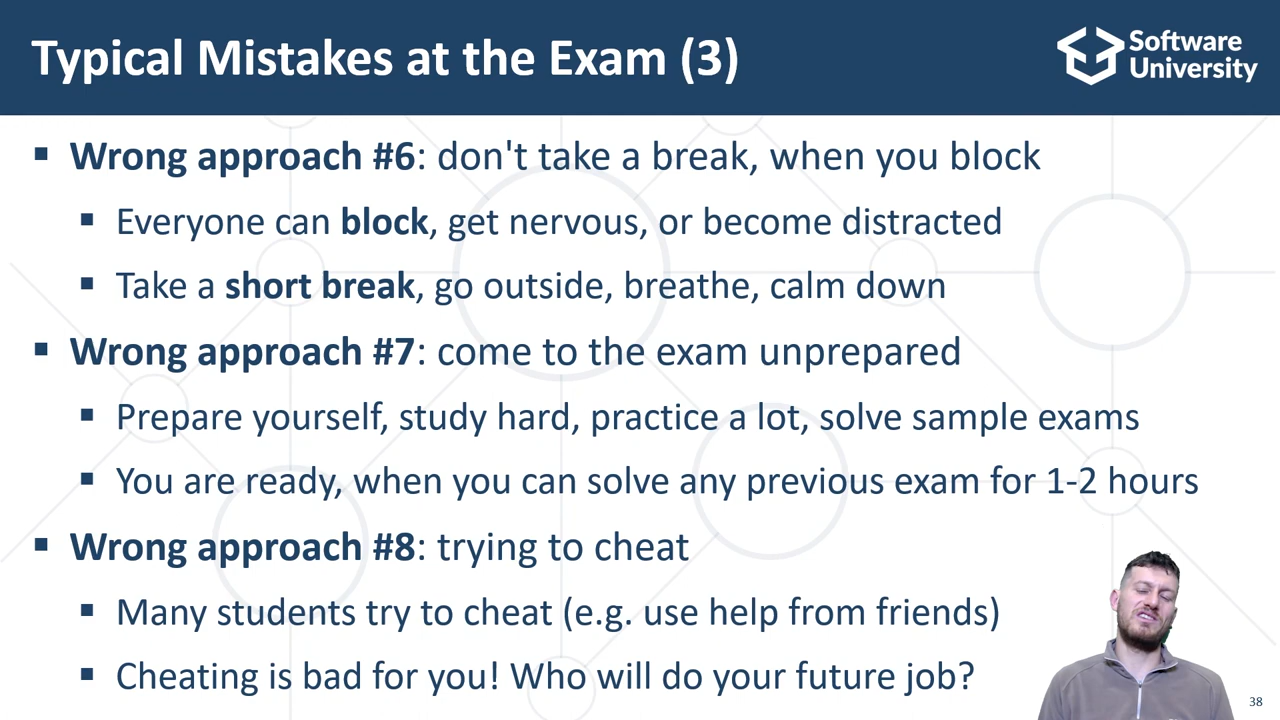 Typical Mistakes at the Exam (3)
Software
University
▪ Wrong approach #6: don't take a break, when you block
▪ Everyone can block, get nervous, or become distracted
▪ Take a short break, go outside, breathe, calm down
▪ Wrong approach #7: come to the exam unprepared
▪ Prepare yourself, study hard, practice a lot, solve sample exams
▪ You are ready, when you can solve any previous exam for 1-2 hours
▪ Wrong approach #8: trying to cheat
▪ Many students try to cheat (e.g. use help from friends)
▪ Cheating is bad for you! Who will do your future job?
38